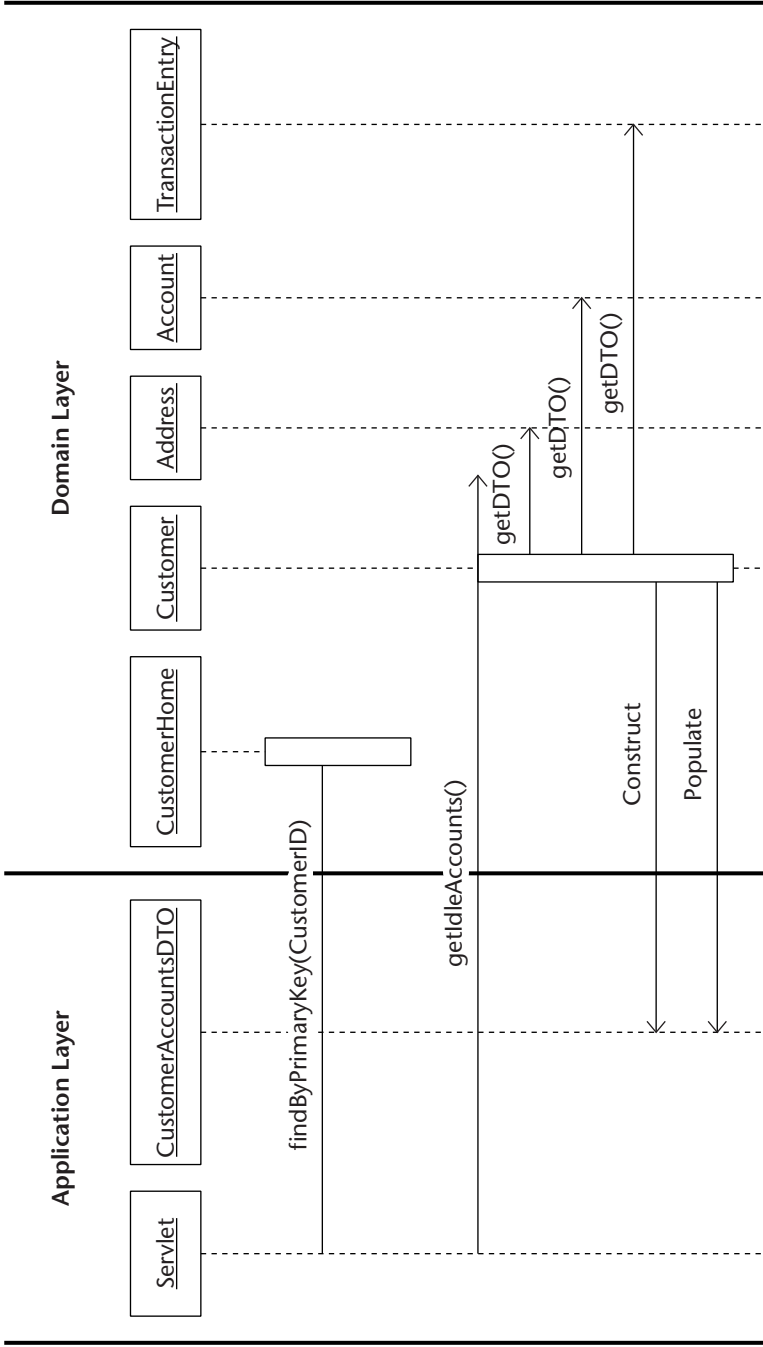 Application Layer
Domain Layer
Servlet
CustomerAccountsDTO
CustomerHome
Customer
Address
Account
TransactionEntry
findByPrimaryKey(CustomerID)
getIdleAccounts()
getDTO()
getDTO()
getDTO()
Construct
Populate